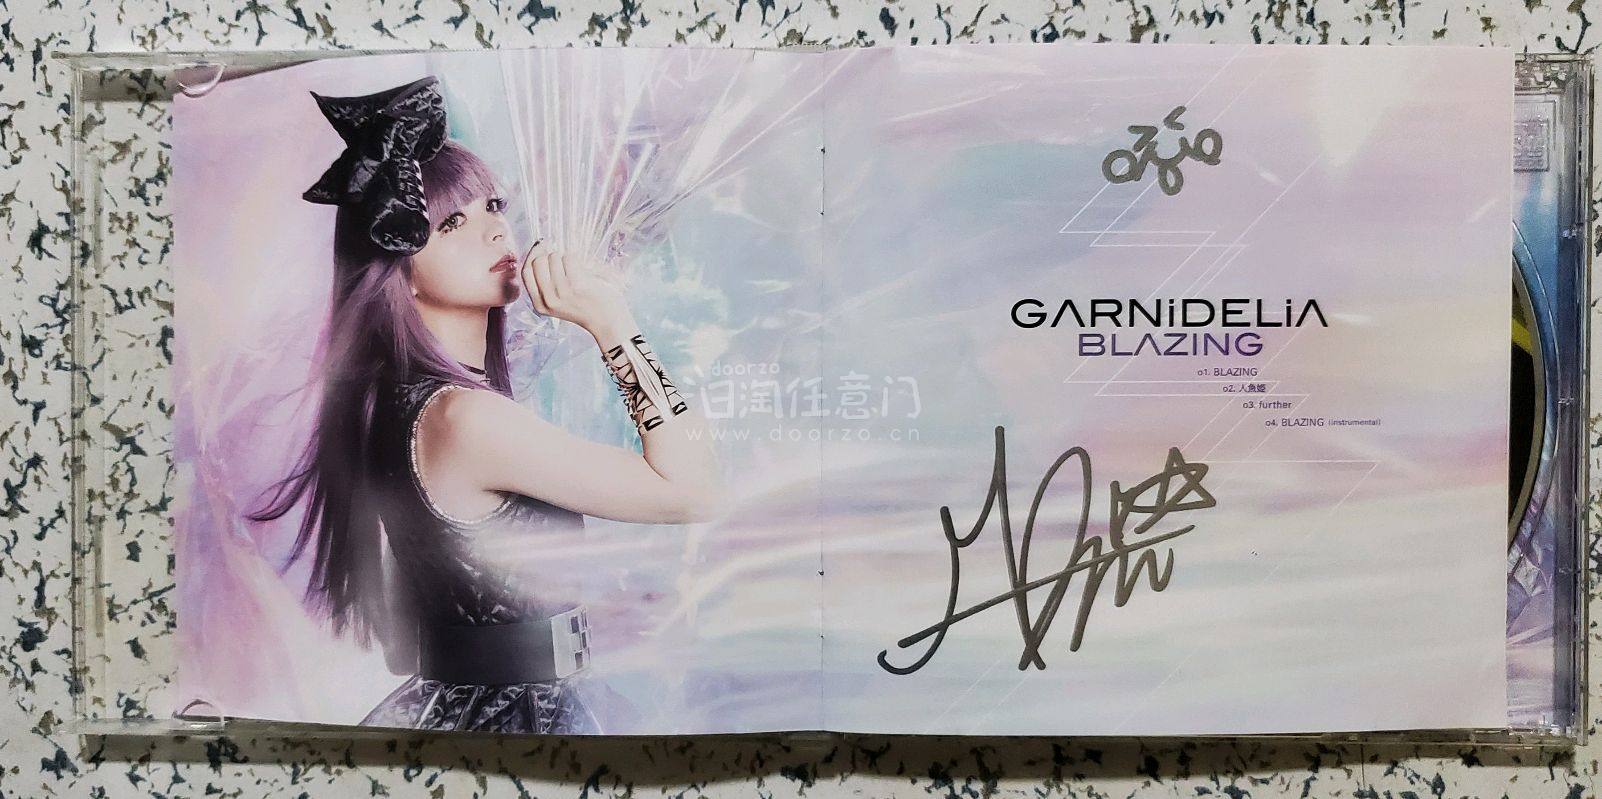 GARNiDELiA
BLAZING
01. BLAZING
02. 人魚姫
03. further
04. BLAZING (instrumental)
doorzo
日淘任意门
www.doorzo.cn